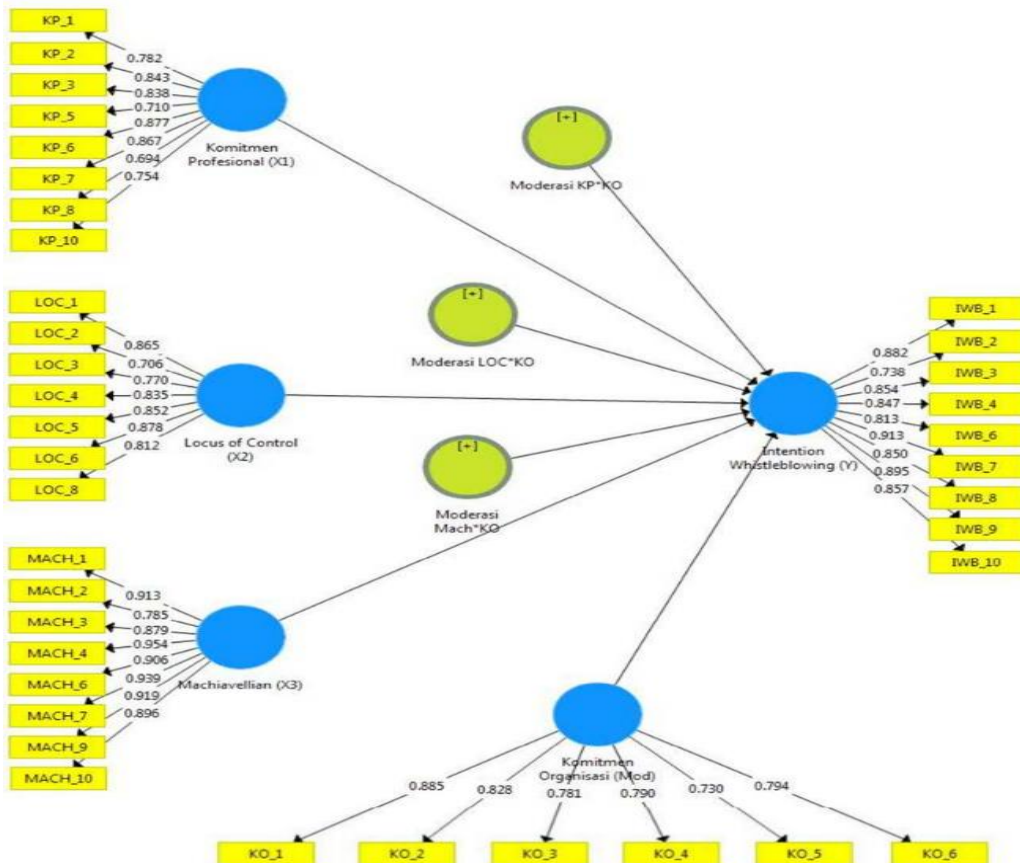 KP_1
KP_2
KP_3
KP_5
KP_6
KP_7
KP_8
KP_10
0.782
0.843
0.838
0.710
0.877
0.867
0.694
0.754
Komitmen
Profesional (X1)
[+]
Moderasi KP*KO
LOC_1
LOC_2
LOC_3
LOC_4
LOC_5
LOC_6
LOC_8
0.865
0.706
0.770
0.835
0.852
0.878
0.812
Locus of Control
(X2)
[+]
Moderasi LOC*KO
[+]
Moderasi
Mach*KO
IWB_1
IWB_2
IWB_3
IWB_4
IWB_6
IWB_7
IWB_8
IWB_9
IWB_10
0.882
0.738
0.854
0.847
0.813
0.913
0.850
0.895
0.857
Intention
Whistleblowing (Y)
MACH_1
MACH_2
MACH_3
MACH_4
MACH_6
MACH_7
MACH_9
MACH_10
0.913
0.785
0.879
0.954
0.906
0.939
0.919
0.896
Machiavellian (X3)
Komitmen
Organisasi (Mod)
0.885
0.828
0.781
0.790
0.730
0.794
KO_1
KO_2
KO_3
KO_4
KO_5
KO_6